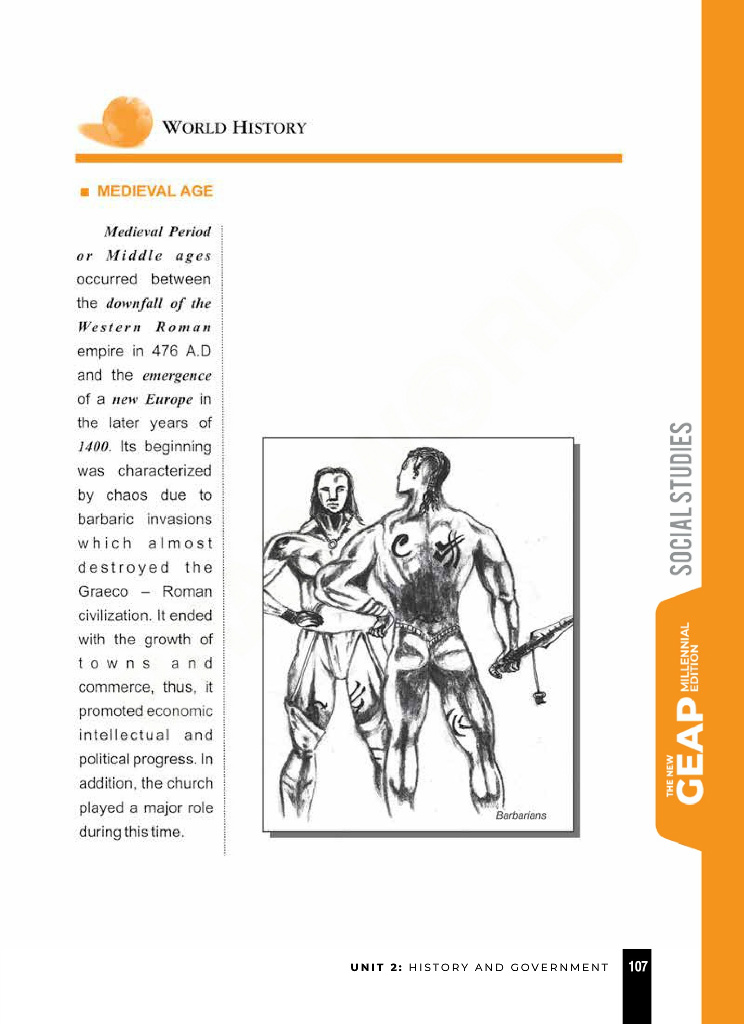 WORLD HISTORY
■ MEDIEVAL AGE
Medieval Period
or Middle ages
occurred between
the downfall of the
Western Roman
empire in 476 A.D
and the emergence
of a new Europe in
the later years of
1400. Its beginning
was characterized
by chaos due to
barbaric invasions
which almost
destroyed the
Graeco – Roman
civilization. It ended
with the growth of
towns and
commerce, thus, it
promoted economic
intellectual and
political progress. In
addition, the church
played a major role
during this time.
Barbarians
SOCIAL STUDIES
THE NEW
GEAP
MILLENNIAL
EDITION
UNIT 2: HISTORY AND GOVERNMENT
107